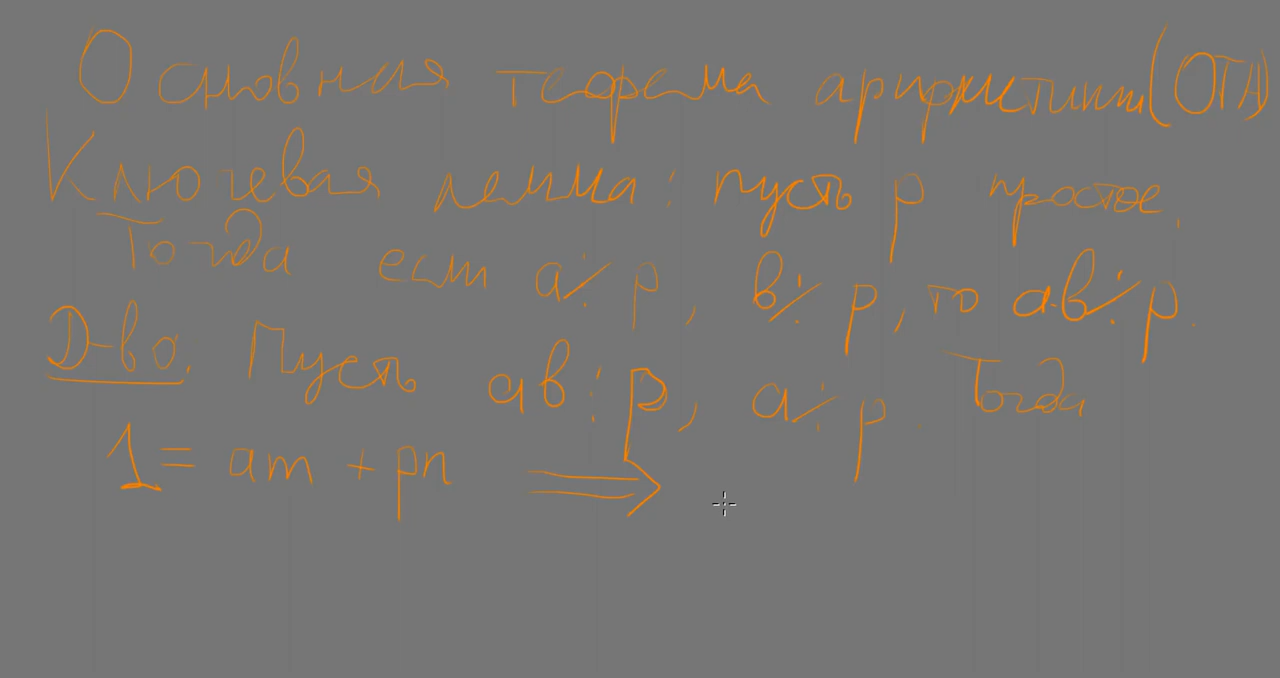 Основная теорема арифметики (ОТА)
Ключевая лемма: пусть p простое.
Тогда если a⋮̸p, b⋮̸p, то ab⋮̸p.
Д-во. Пусть ab⋮p, a⋮̸p. Тогда
1 = am + pn ⟹